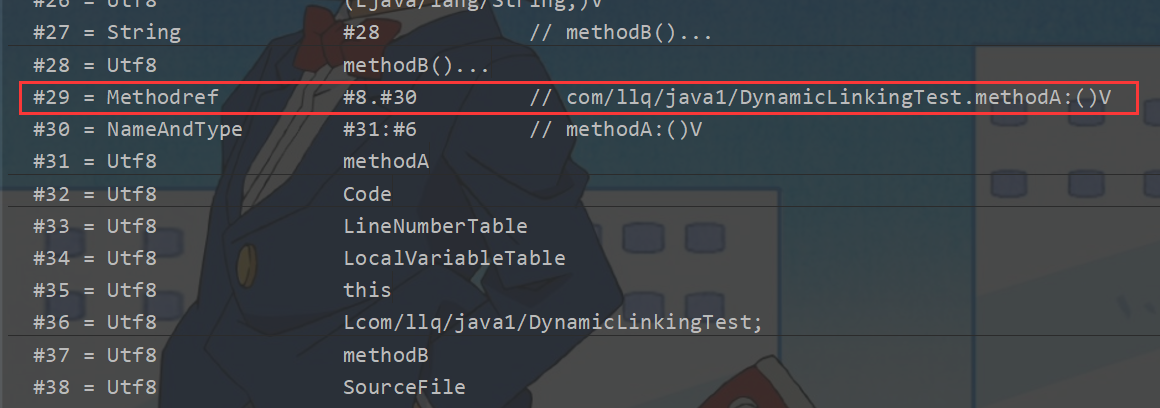 #26 = Utf8 (Ljava/lang/String;)V
#27 = String #28 // methodB()...
#28 = Utf8 methodB()...
#29 = Methodref #8.#30 // com/llq/java1/DynamicLinkingTest.methodA:()V
#30 = NameAndType #31:#6 // methodA:()V
#31 = Utf8 methodA
#32 = Utf8 Code
#33 = Utf8 LineNumberTable
#34 = Utf8 LocalVariableTable
#35 = Utf8 this
#36 = Utf8 Lcom/llq/java1/DynamicLinkingTest;
#37 = Utf8 methodB
#38 = Utf8 SourceFile